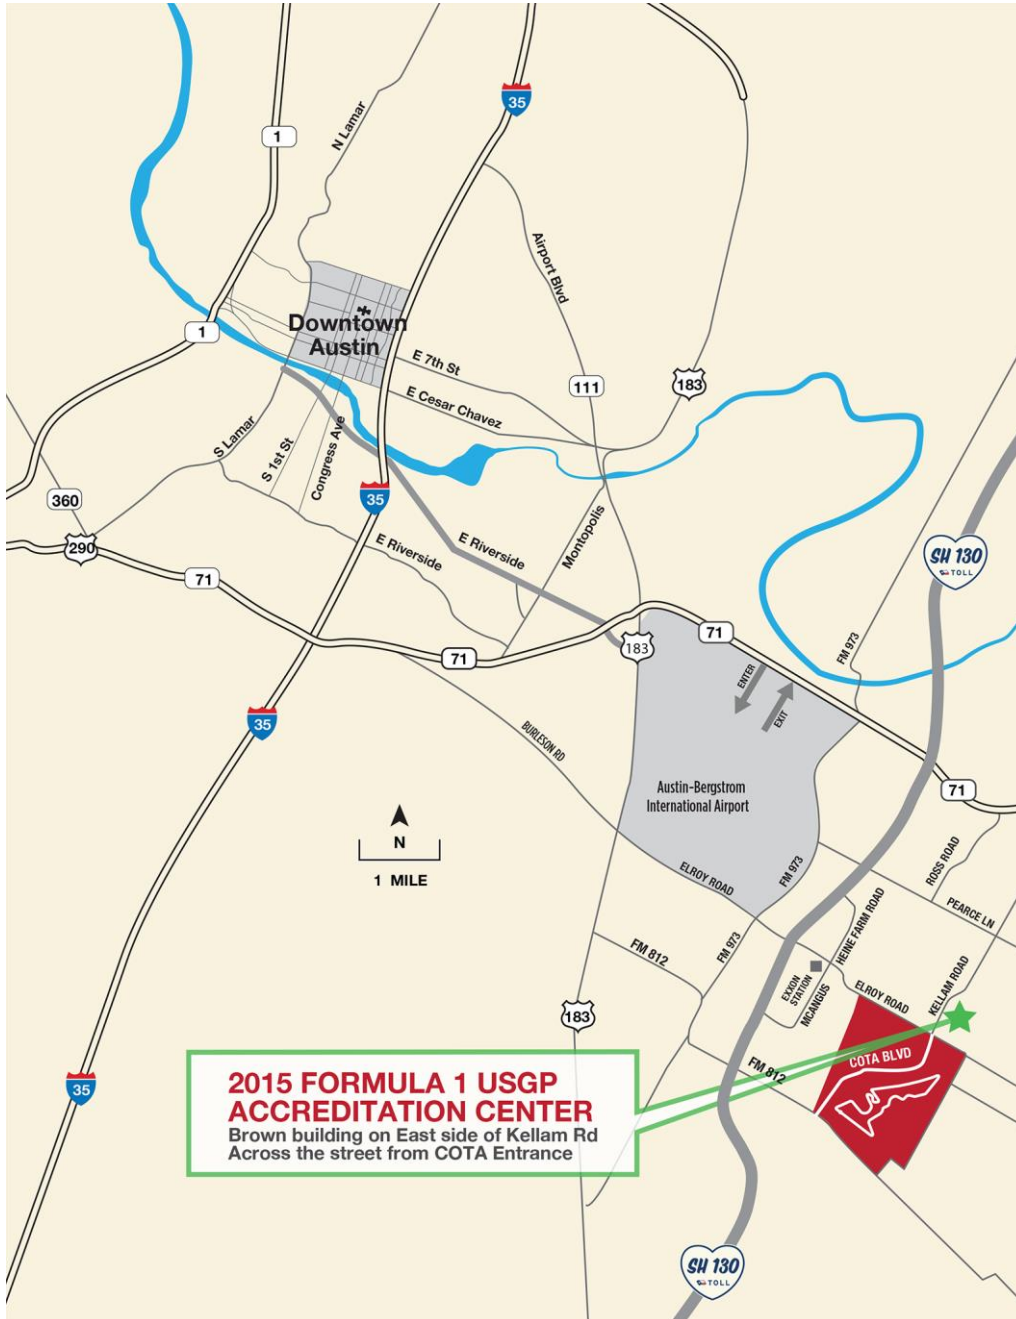 35
1
N Lamar
Airport Blvd
Downtown
Austin
1
E 7th St
111
183
E Cesar Chavez
S Lamar
S 1st St
Congress Ave
360
35
290
71
E Riverside
E Riverside
Montopolis
SH 130
TOLL
71
183
71
FM 973
ENTER
EXIT
35
BURLESON RD
Austin-Bergstrom
International Airport
71
N
1 MILE
ELROY ROAD
FM 973
ROSS ROAD
PEARCE LN
HEINE FARM ROAD
FM 812
FM 973
EXXON
STATION
MCANGUS
ELROY ROAD
KELLAM ROAD
183
COTA BLVD
FM 812
35
2015 FORMULA 1 USGP
ACCREDITATION CENTER
Brown building on East side of Kellam Rd
Across the street from COTA Entrance
SH 130
TOLL